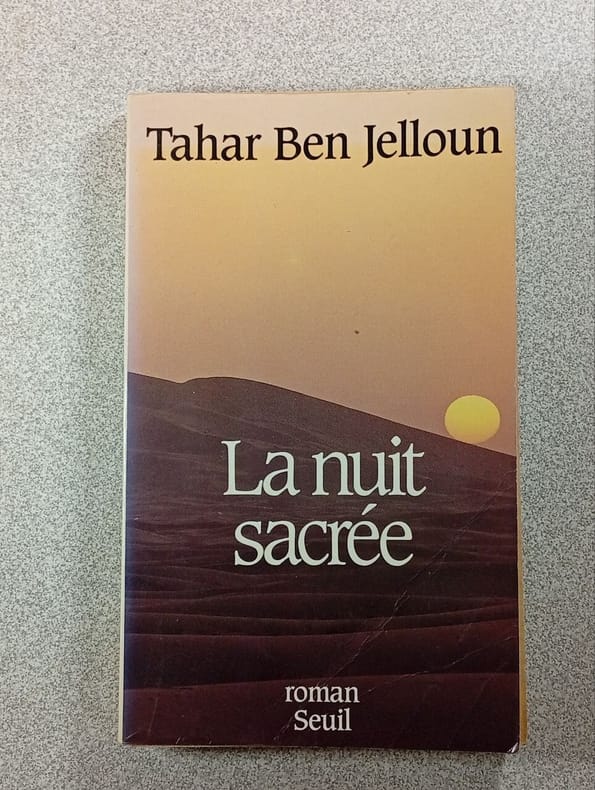 Tahar Ben Jelloun
La nuit
sacrée
roman
Seuil